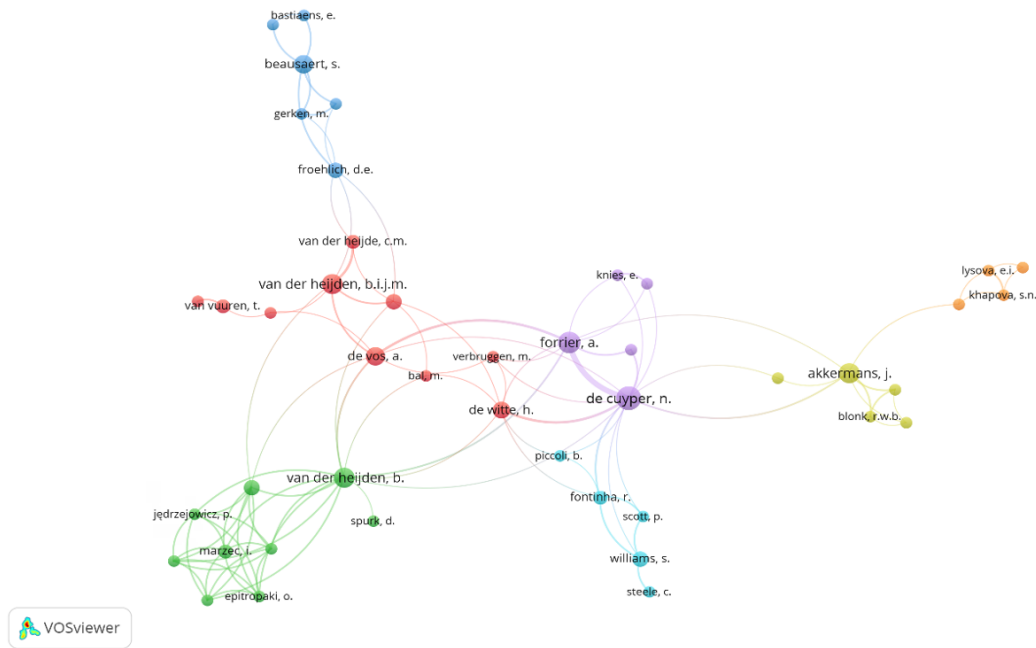 bastiaens, e.
beausaert, s.
gerken, m.
froehlich, d.e.
van der heijde, c.m.
van der heijden, b.i.j.m.
van vuuren, t.
de vos, a.
bal, m.
verbruggen, m.
de witte, h.
knies, e.
forrier, a.
de cuyper, n.
lysova, e.i.
khapova, s.n.
akkermans, j.
blonk, r.w.b.
piccoli, b.
fontinha, r.
scott, p.
williams, s.
steele, c.
van der heijden, b.
spurk, d.
jędrzejowicz, p.
marzec, i.
epitropaki, o.
VOSviewer